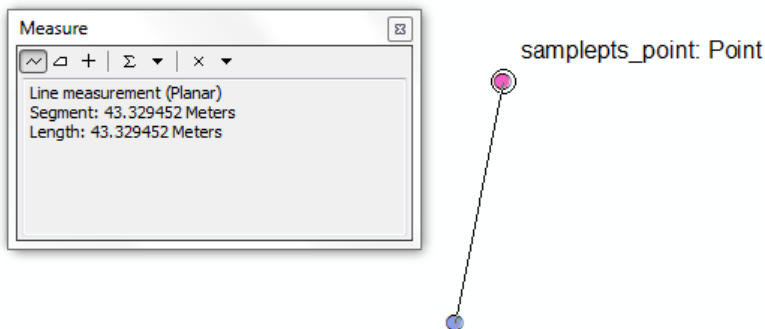 Measure
Line measurement (Planar)
Segment: 43.329452 Meters
Length: 43.329452 Meters
samplepts_point: Point